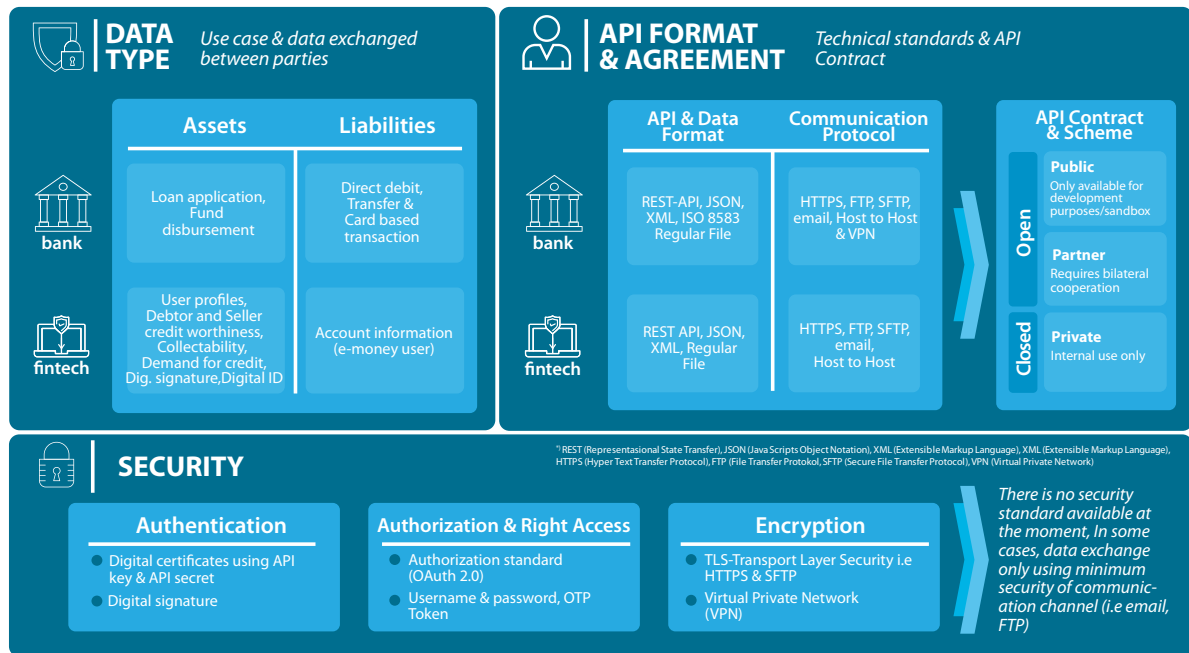 DATA
TYPE
Use case & data exchanged
between parties
Assets
Liabilities
bank
Loan application,
Fund
disbursement
Direct debit,
Transfer &
Card based
transaction
fintech
User profiles,
Debtor and Seller
credit worthiness,
Collectability,
Demand for credit,
Dig. signature,Digital ID
Account information
(e-money user)
API FORMAT
& AGREEMENT
Technical standards & API
Contract
API & Data
Format
Communication
Protocol
bank
REST-API, JSON,
XML, ISO 8583
Regular File
HTTPS, FTP, SFTP,
email, Host to Host
& VPN
fintech
REST API, JSON,
XML, Regular
File
HTTPS, FTP, SFTP,
email,
Host to Host
API Contract
& Scheme
Open
Public
Only available for
development
purposes/sandbox
Partner
Requires bilateral
cooperation
Closed
Private
Internal use only
SECURITY
*) REST (Representasional State Transfer), JSON (Java Scripts Object Notation), XML (Extensible Markup Language), XML (Extensible Markup Language),
HTTPS (Hyper Text Transfer Protocol), FTP (File Transfer Protokol, SFTP (Secure File Transfer Protocol), VPN (Virtual Private Network)
Authentication
Digital certificates using API
key & API secret
Digital signature
Authorization & Right Access
Authorization standard
(OAuth 2.0)
Username & password, OTP
Token
Encryption
TLS-Transport Layer Security i.e
HTTPS & SFTP
Virtual Private Network
(VPN)
There is no security
standard available at
the moment, In some
cases, data exchange
only using minimum
security of communic-
ation channel (i.e email,
FTP)